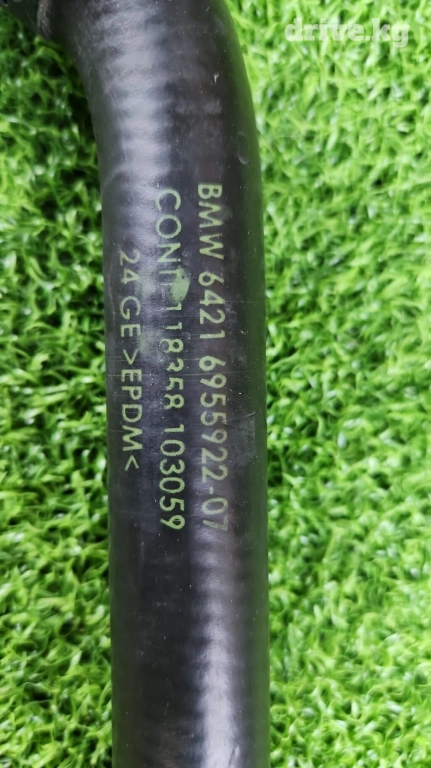 drive.kg
BMW 6421 6955922-07
CONTI 118358 103059
24 GE >EPDM<